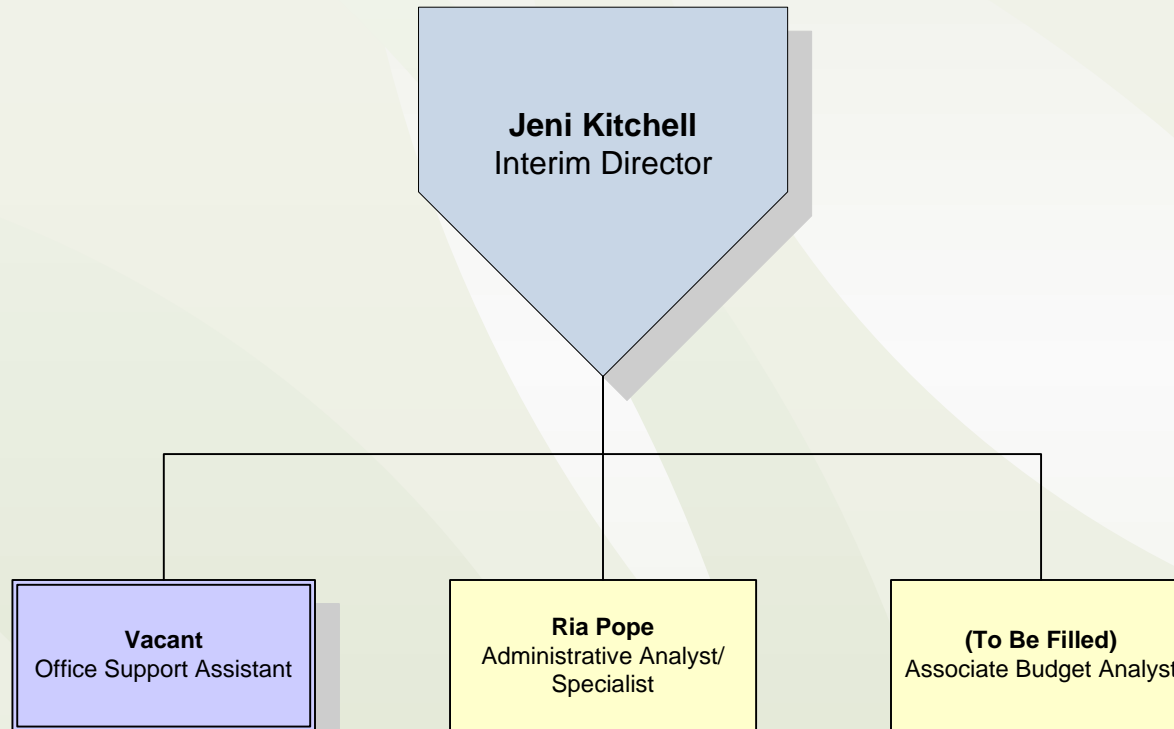 Jeni Kitchell
Interim Director
Vacant
Office Support Assistant
Ria Pope
Administrative Analyst/
Specialist
(To Be Filled)
Associate Budget Analyst